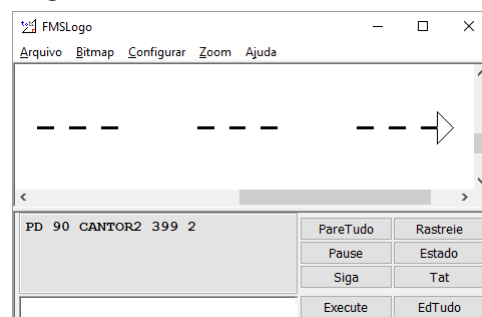 FMSLogo
Arquivo Bitmap Configurar Zoom Ajuda
PD 90 CANTOR2 399 2
PareTudo Rastreie
Pause Estado
Siga Tat
Execute EdTudo